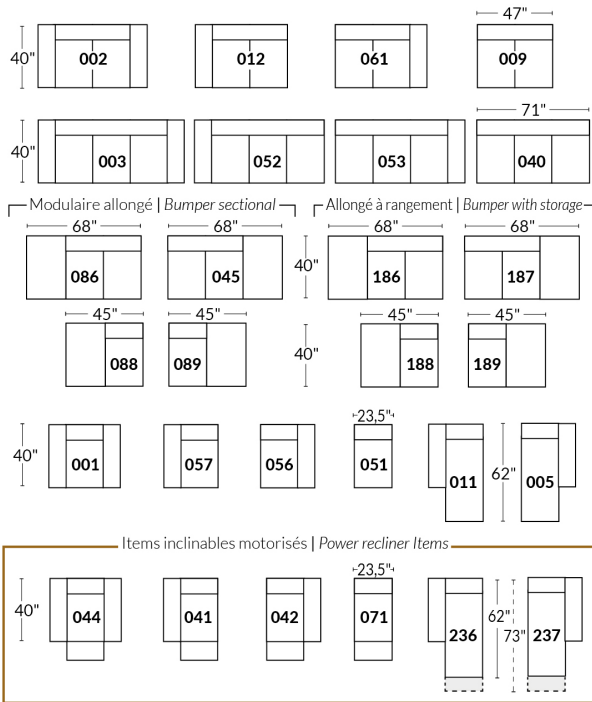 47"
40" 002 012 061 009
71"
40" 003 052 053 040
Modulaire allongé | Bumper sectional
Allongé à rangement | Bumper with storage
68" 68" 68" 68"
086 045 40" 186 187
45" 45" 45" 45"
088 089 40" 188 189
23,5"
40" 001 057 056 051 011 62" 005
Items inclinables motorisés | Power recliner Items
23,5"
40" 044 041 042 071 236 62" 73" 237